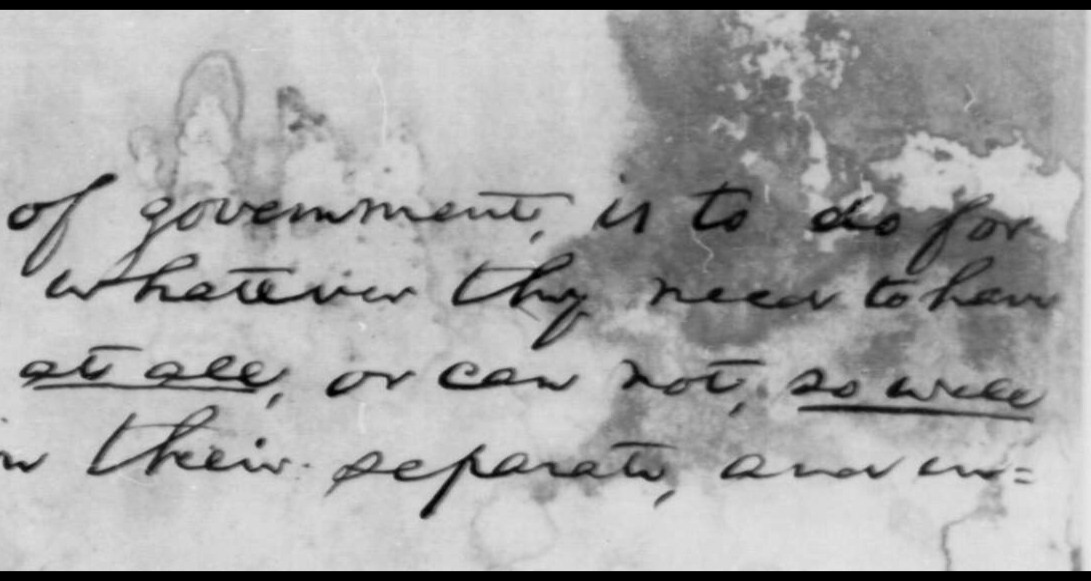 of government, is to do for
whatever they need to have
at all, or can not, so well
in their separate, and in=